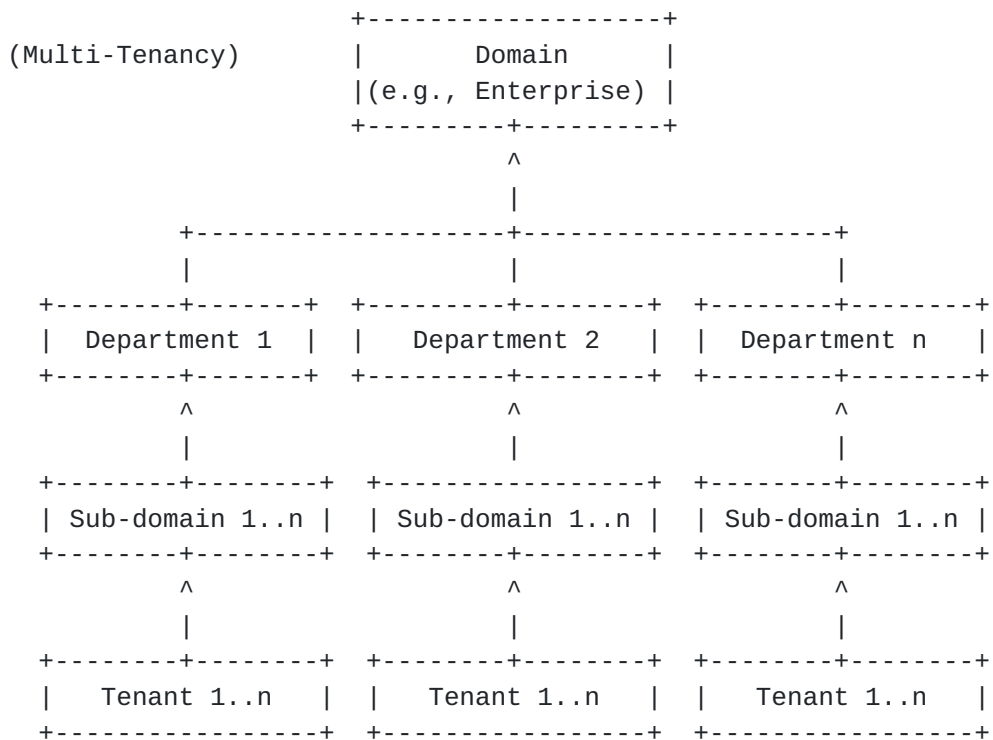 (Multi-Tenancy) Domain
(e.g., Enterprise)
Department 1 Department 2 Department n
Sub-domain 1..n Sub-domain 1..n Sub-domain 1..n
Tenant 1..n Tenant 1..n Tenant 1..n